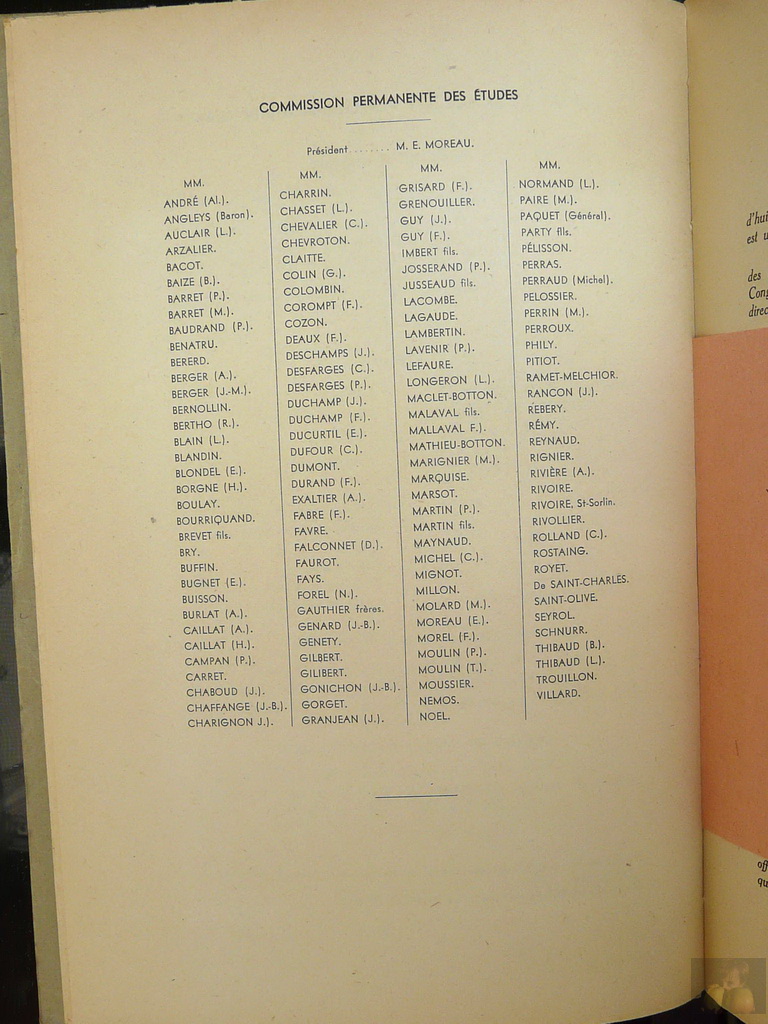 COMMISSION PERMANENTE DES ÉTUDES
Président ........ M. E. MOREAU.
MM.
ANDRÉ (Al.).
ANGLEYS (Baron).
AUCLAIR (L.).
ARZALIER.
BACOT.
BAIZE (B.).
BARRET (P.).
BARRET (M.).
BAUDRAND (P.).
BENATRU.
BERERD.
BERGER (A.).
BERGER (J.-M.).
BERNOLLIN.
BERTHO (R.).
BLAIN (L.).
BLANDIN.
BLONDEL (E.).
BORGNE (H.).
BOULAY.
BOURRIQUAND.
BREVET fils.
BRY.
BUFFIN.
BUGNET (E.).
BUISSON.
BURLAT (A.).
CAILLAT (A.).
CAILLAT (H.).
CAMPAN (P.).
CARRET.
CHABOUD (J.).
CHAFFANGE (J.-B.).
CHARIGNON J.).
MM.
CHARRIN.
CHASSET (L.).
CHEVALIER (C.).
CHEVROTON.
CLAITTE.
COLIN (G.).
COLOMBIN.
COROMPT (F.).
COZON.
DEAUX (F.).
DESCHAMPS (J.).
DESFARGES (C.).
DESFARGES (P.).
DUCHAMP (J.).
DUCHAMP (F.).
DUCURTIL (E.).
DUFOUR (C.).
DUMONT.
DURAND (F.).
EXALTIER (A.).
FABRE (F.).
FAVRE.
FALCONNET (D.).
FAUROT.
FAYS.
FOREL (N.).
GAUTHIER frères.
GENARD (J.-B.).
GENETY.
GILBERT.
GILIBERT.
GONICHON (J.-B.).
GORGET.
GRANJEAN (J.).
MM.
GRISARD (F.).
GRENOUILLER.
GUY (J.).
GUY (F.).
IMBERT fils.
JOSSERAND (P.).
JUSSEAUD fils.
LACOMBE.
LAGAUDE.
LAMBERTIN.
LAVENIR (P.).
LEFAURE.
LONGERON (L.).
MACLET-BOTTON.
MALAVAL fils.
MALLAVAL F.).
MATHIEU-BOTTON.
MARIGNIER (M.).
MARQUISE.
MARSOT.
MARTIN (P.).
MARTIN fils.
MAYNAUD.
MICHEL (C.).
MIGNOT.
MILLON.
MOLARD (M.).
MOREAU (E.).
MOREL (F.).
MOULIN (P.).
MOULIN (T.).
MOUSSIER.
NEMOS.
NOEL.
MM.
NORMAND (L.).
PAIRE (M.).
PAQUET (Général).
PARTY fils.
PÉLISSON.
PERRAS.
PERRAUD (Michel).
PELOSSIER.
PERRIN (M.).
PERROUX.
PHILY.
PITIOT.
RAMET-MELCHIOR.
RANCON (J.).
REBERY.
RÉMY.
REYNAUD.
RIGNIER.
RIVIÈRE (A.).
RIVOIRE.
RIVOIRE, St-Sorlin.
RIVOLLIER.
ROLLAND (C.).
ROSTAING.
ROYET.
De SAINT-CHARLES.
SAINT-OLIVE.
SEYROL.
SCHNURR.
THIBAUD (B.).
THIBAUD (L.).
TROUILLON.
VILLARD.
d'hui
est
des